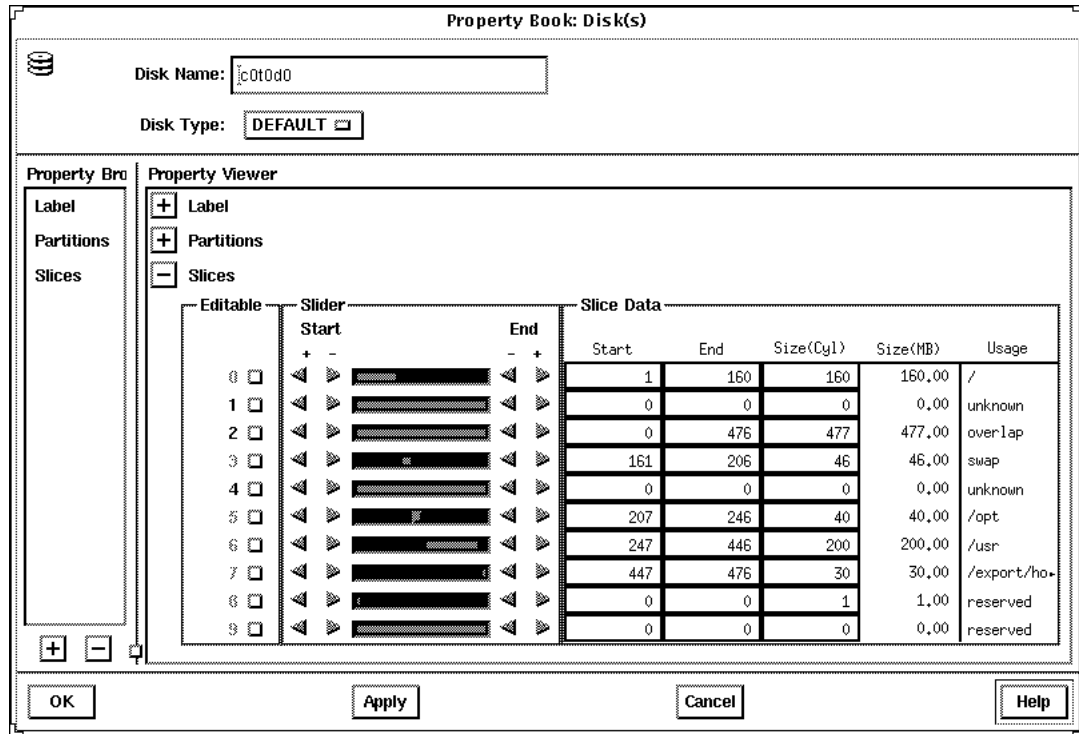 Property Book: Disk(s)
Disk Name: c0t0d0
Disk Type: DEFAULT
Property Bro
Label
Partitions
Slices
Property Viewer
+ Label
+ Partitions
− Slices
Editable Slider Slice Data
Start End
+ − − + Start End Size(Cyl) Size(MB) Usage
0 1 160 160 160.00 /
1 0 0 0 0.00 unknown
2 0 476 477 477.00 overlap
3 161 206 46 46.00 swap
4 0 0 0 0.00 unknown
5 207 246 40 40.00 /opt
6 247 446 200 200.00 /usr
7 447 476 30 30.00 /export/ho
8 0 0 1 1.00 reserved
9 0 0 0 0.00 reserved
+ −
OK Apply Cancel Help